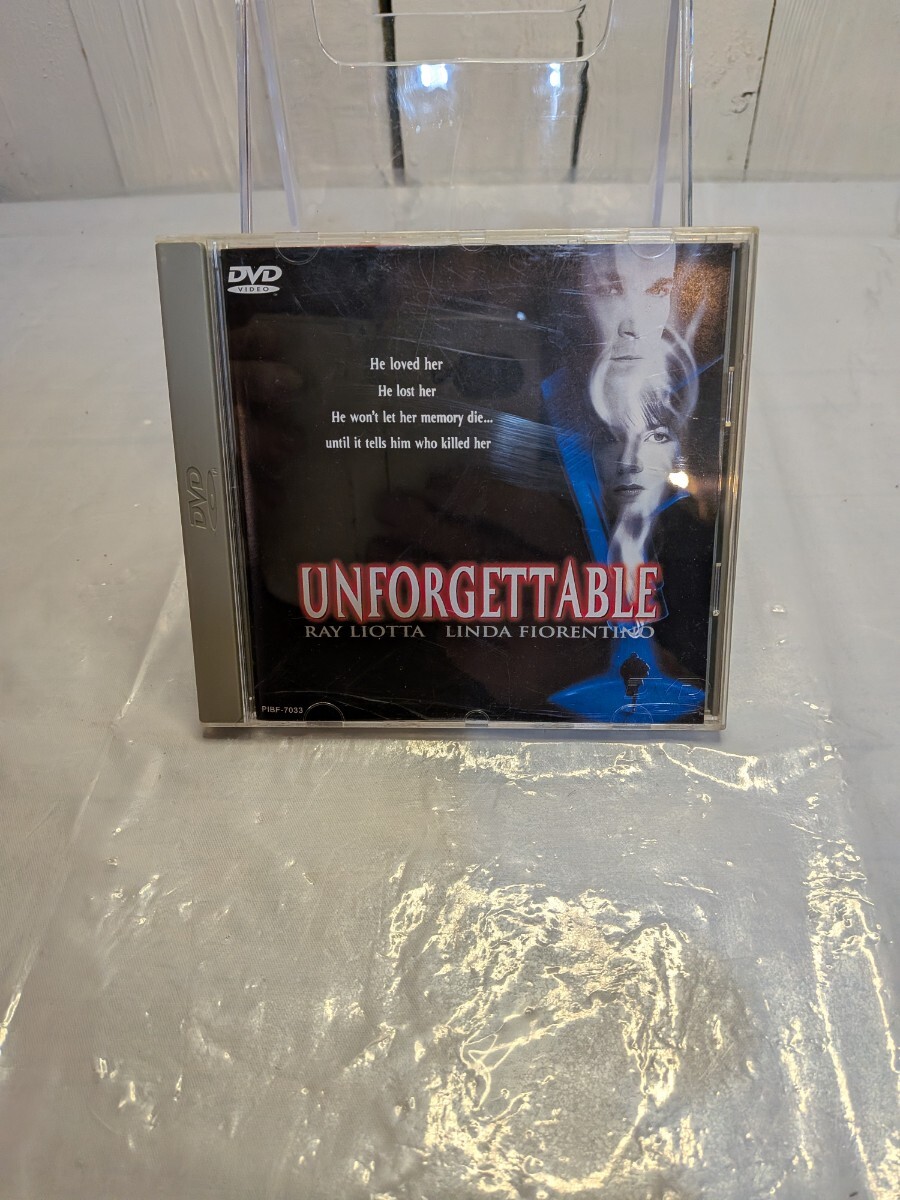 DVD
VIDEO
He loved her
He lost her
He won't let her memory die...
until it tells him who killed her
DVD
UNFORGETTABLE
RAY LIOTTA LINDA FIORENTINO
PIBF-7033